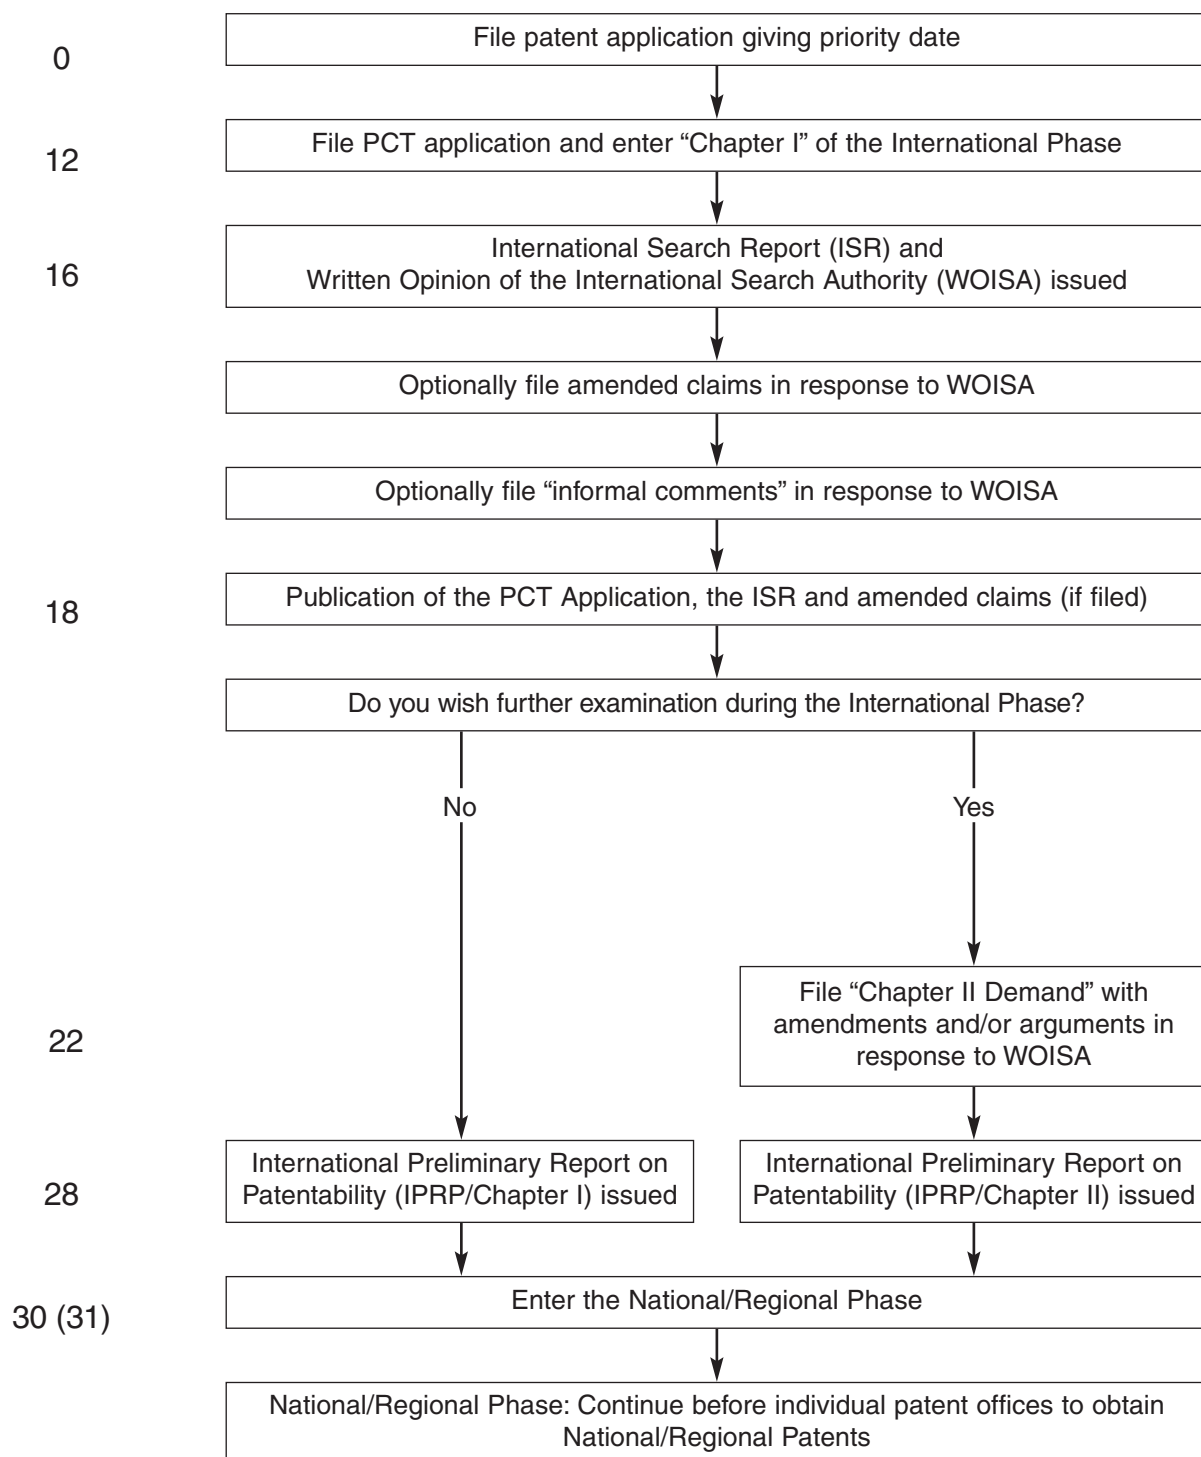 0
File patent application giving priority date
12
File PCT application and enter “Chapter I” of the International Phase
16
International Search Report (ISR) and
Written Opinion of the International Search Authority (WOISA) issued
Optionally file amended claims in response to WOISA
Optionally file “informal comments” in response to WOISA
18
Publication of the PCT Application, the ISR and amended claims (if filed)
Do you wish further examination during the International Phase?
No
Yes
22
File “Chapter II Demand” with
amendments and/or arguments in
response to WOISA
28
International Preliminary Report on
Patentability (IPRP/Chapter I) issued
International Preliminary Report on
Patentability (IPRP/Chapter II) issued
30 (31)
Enter the National/Regional Phase
National/Regional Phase: Continue before individual patent offices to obtain
National/Regional Patents